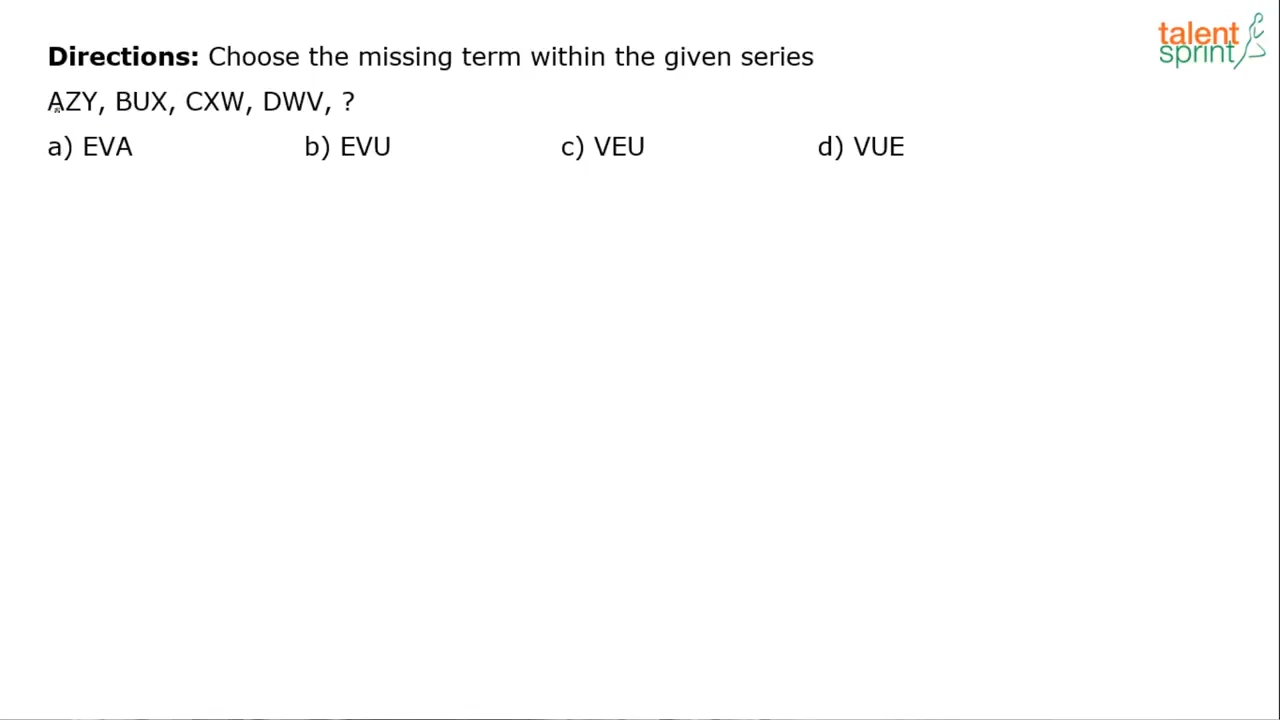 Directions: Choose the missing term within the given series
AZY, BUX, CXW, DWV, ?
a) EVA b) EVU c) VEU d) VUE
talent
sprint